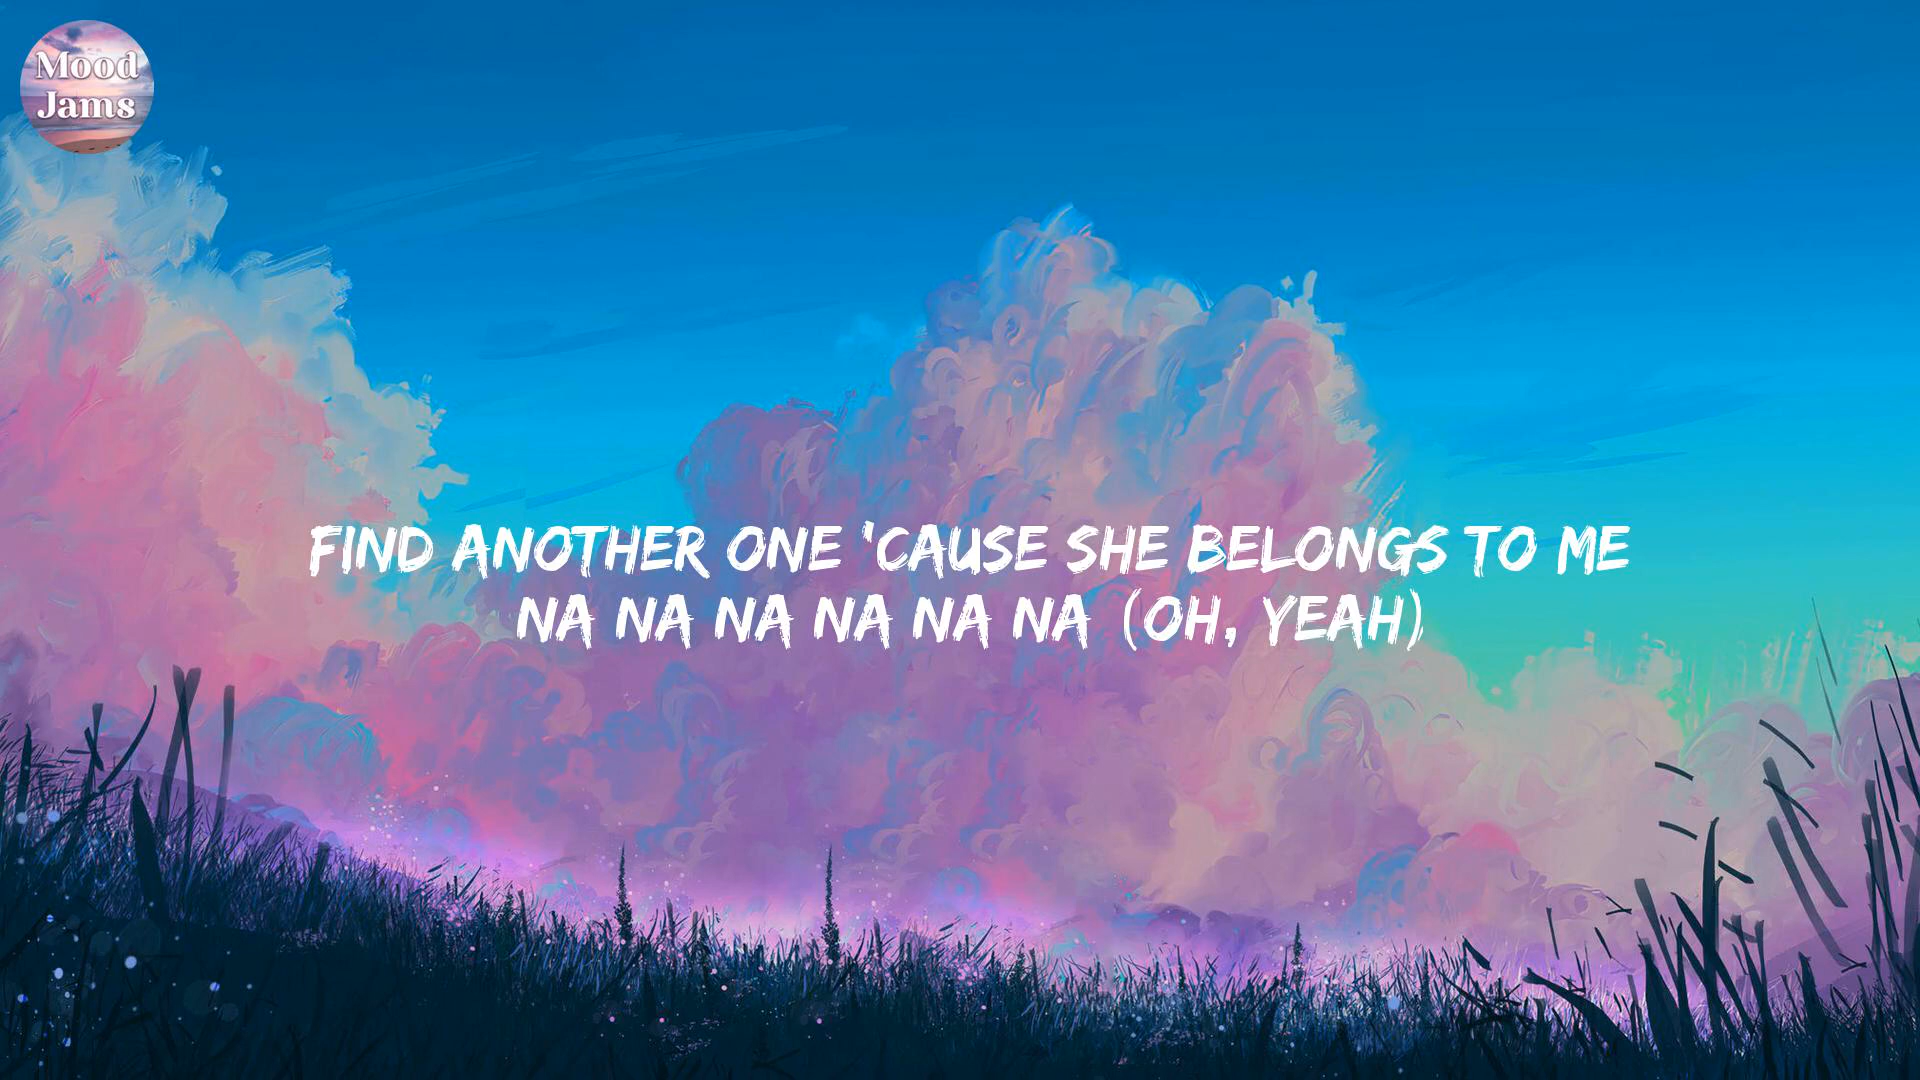 Mood
Jams
FIND ANOTHER ONE 'CAUSE SHE BELONGS TO ME
NA NA NA NA NA NA (OH, YEAH)